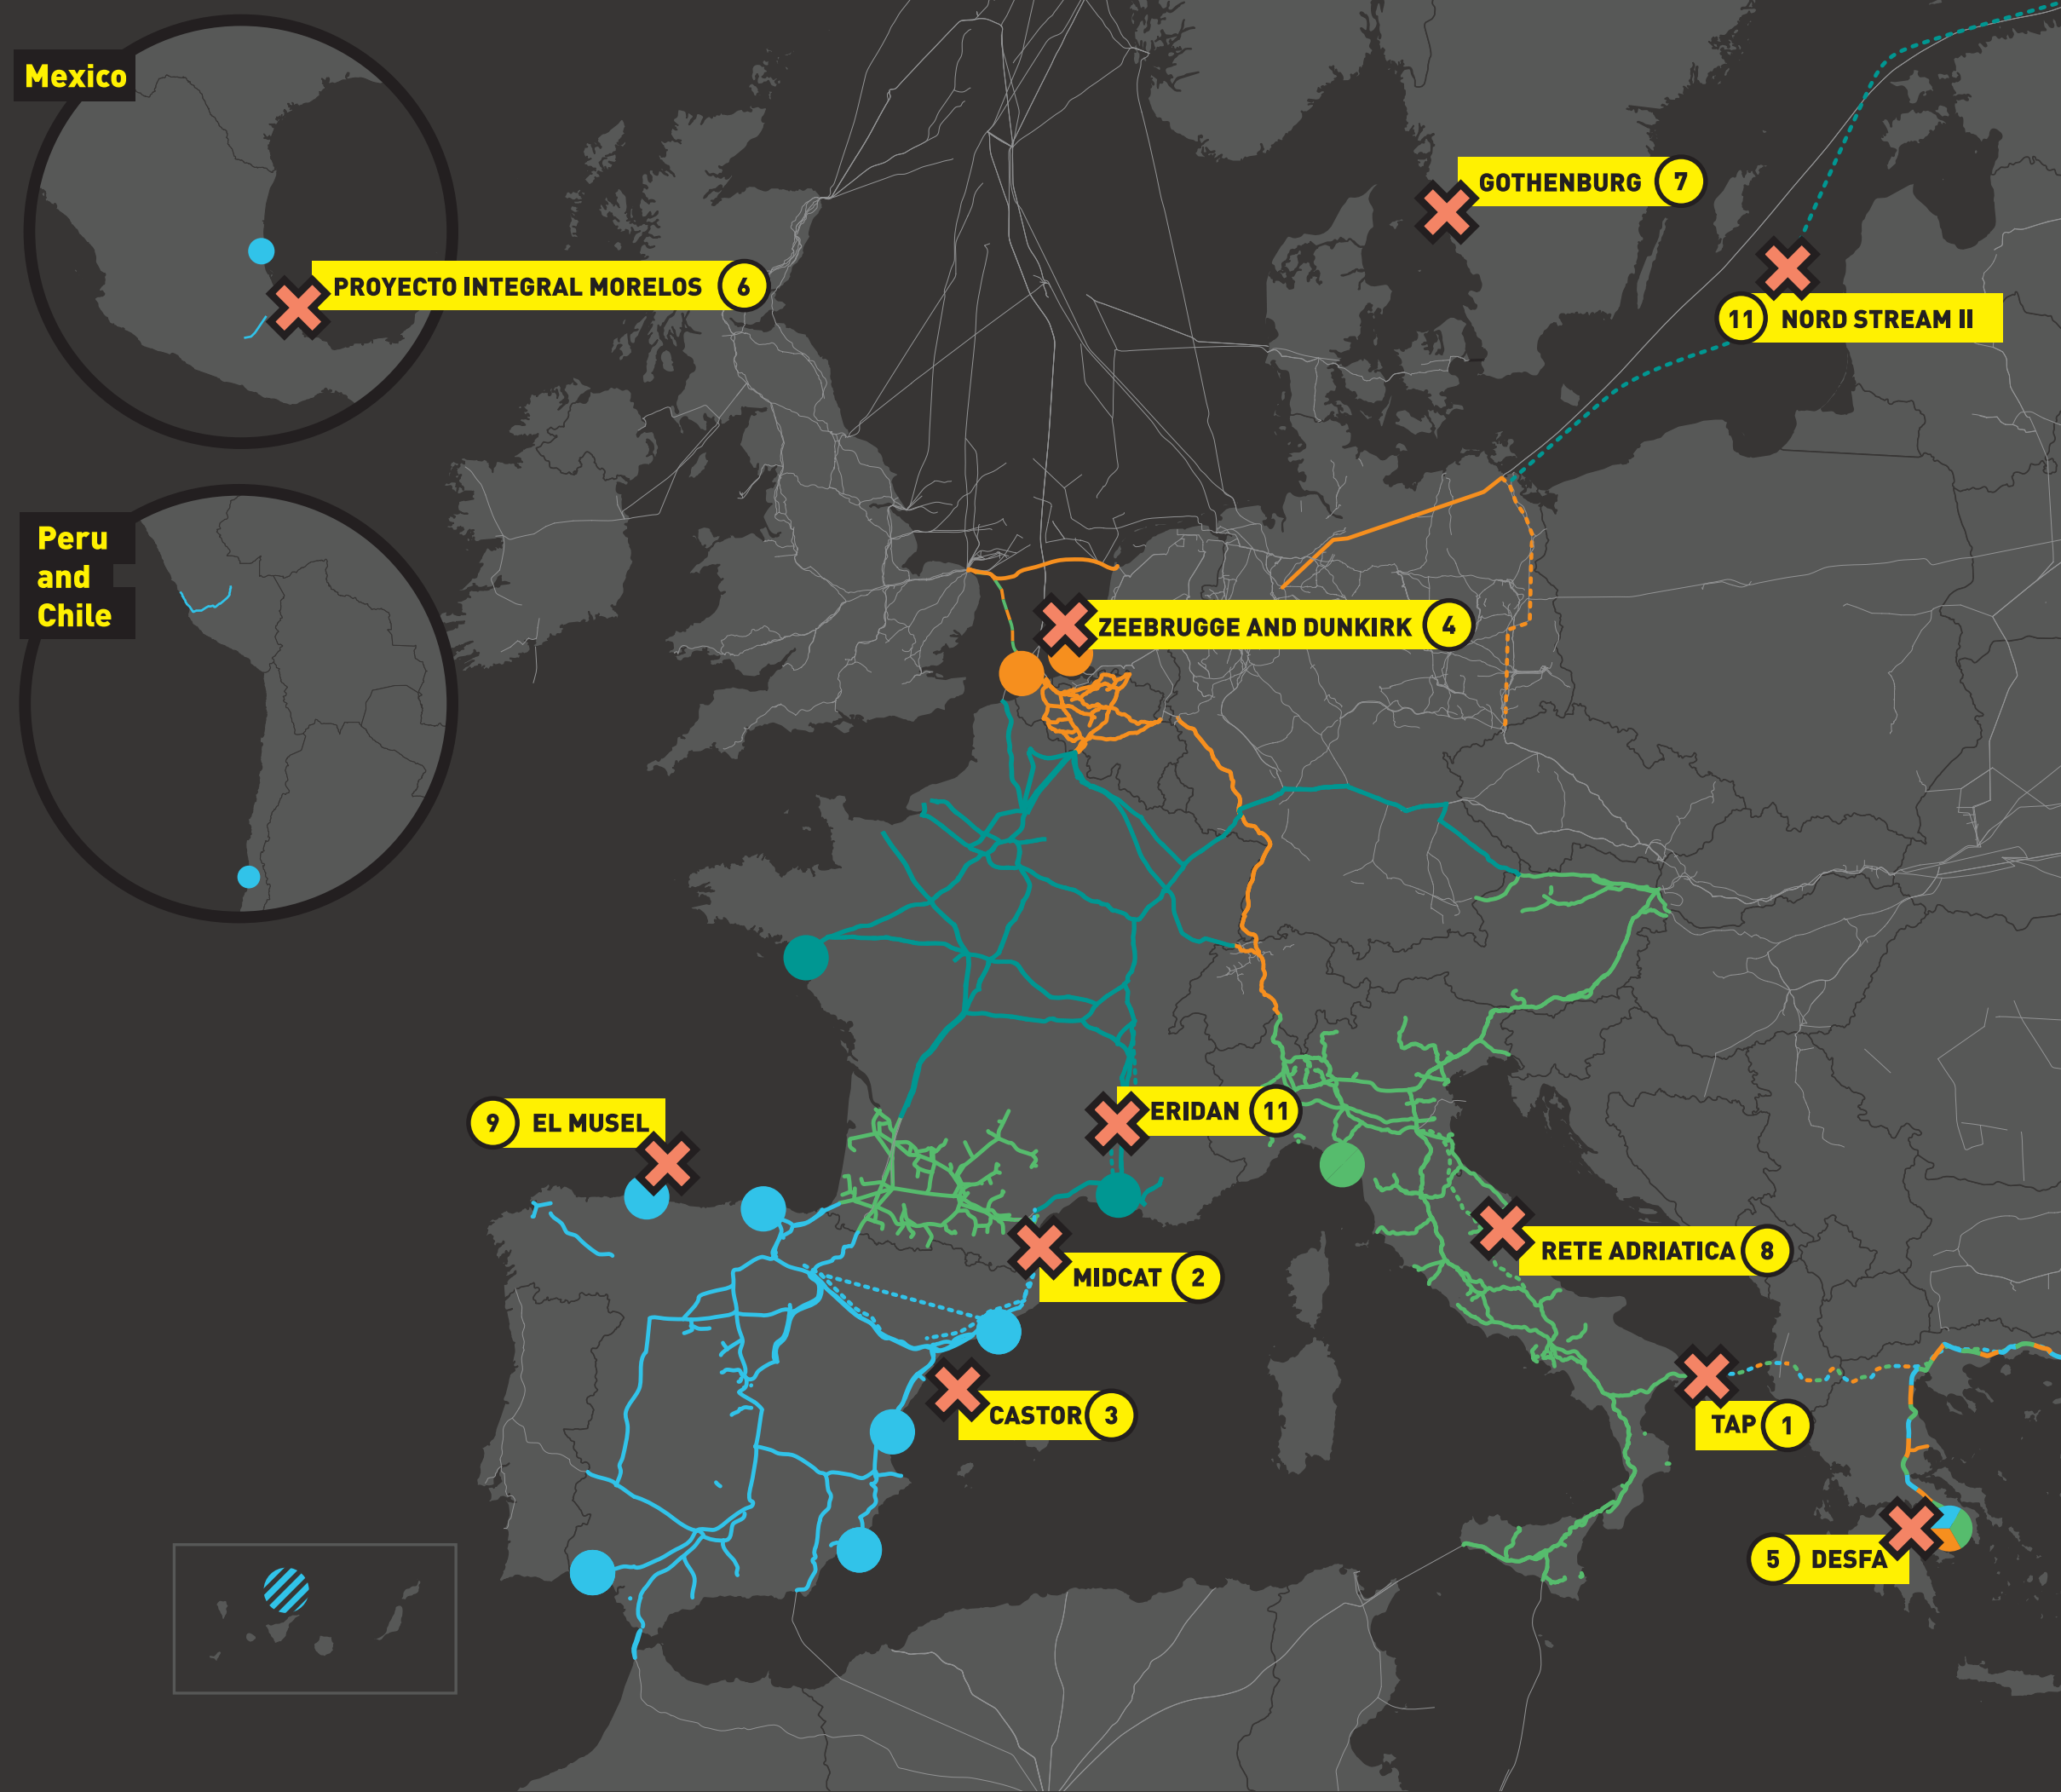 Mexico
GOTHENBURG 7
PROYECTO INTEGRAL MORELOS 6
11 NORD STREAM II
Peru
and
Chile
ZEEBRUGGE AND DUNKIRK 4
ERIDAN 11
9 EL MUSEL
RETE ADRIATICA 8
MIDCAT 2
CASTOR 3
TAP 1
5 DESFA